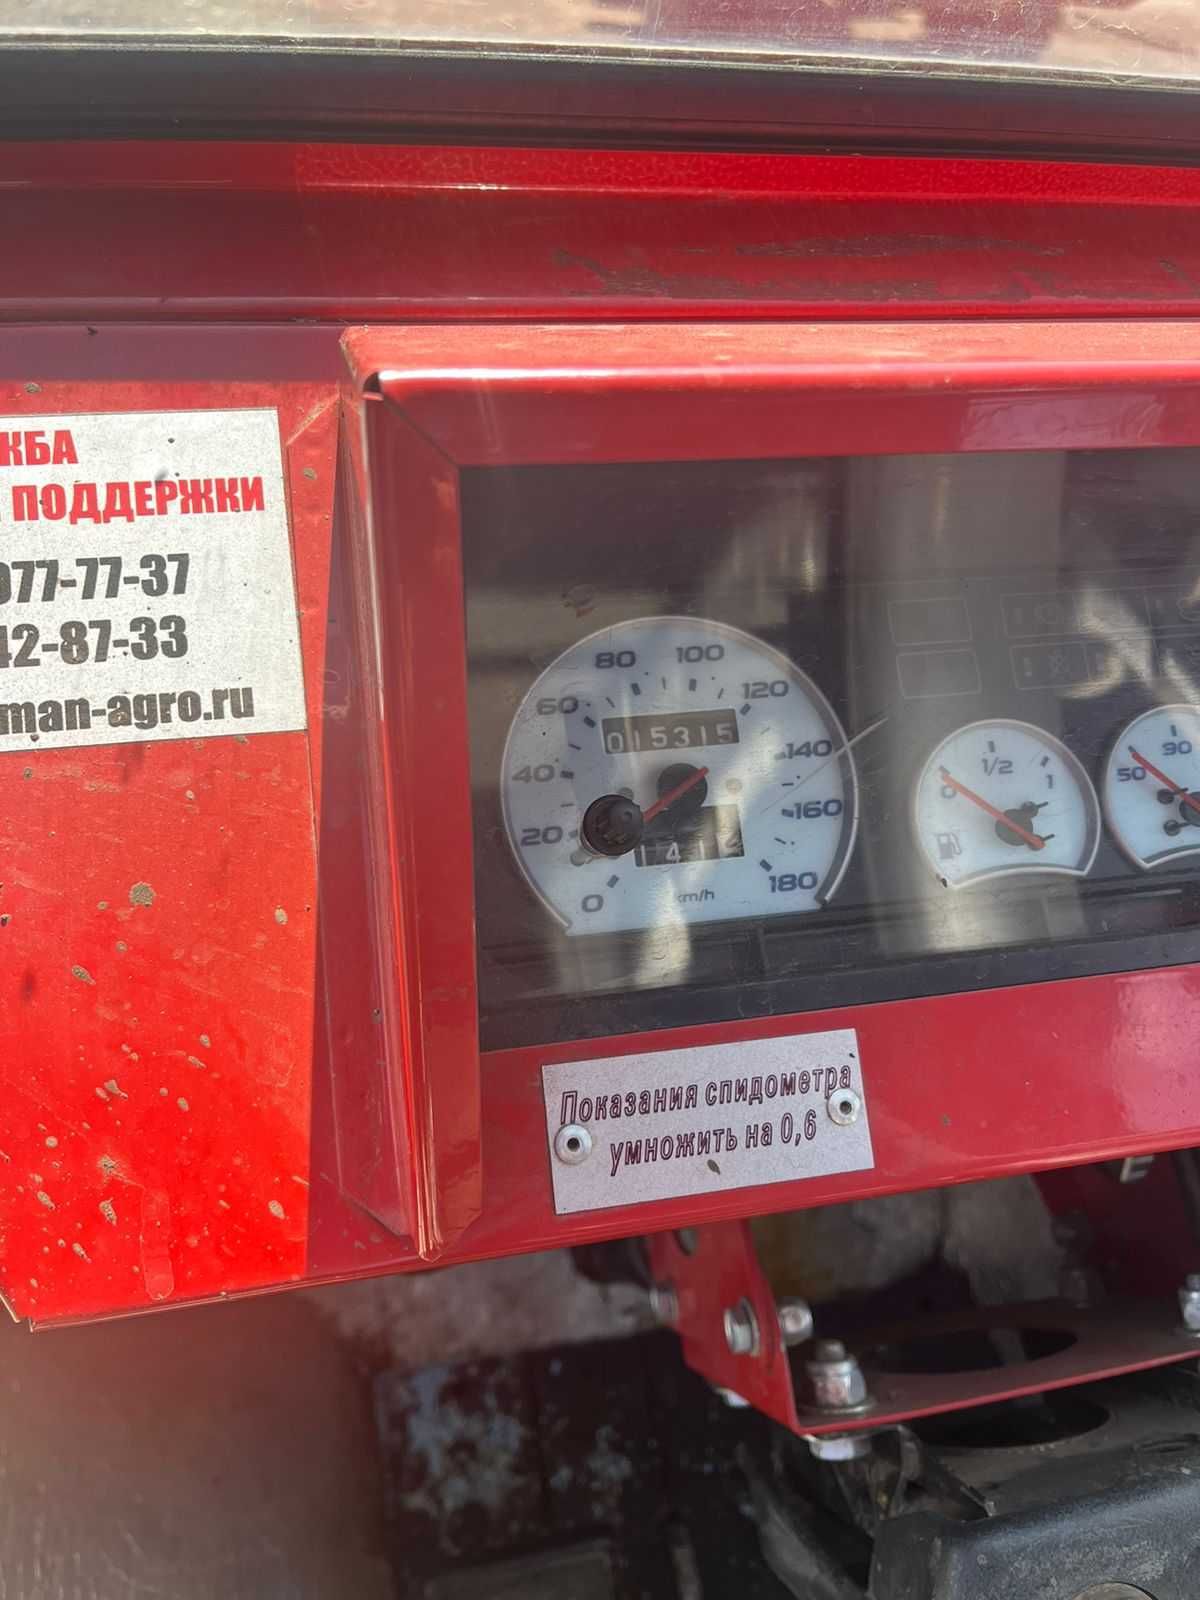 ЖБА
ПОДДЕРЖКИ
977-77-37
42-87-33
man-agro.ru
80 100
60 120
015315
40 140
20 160
141
0 km/h 180
0 1/2 1
50 90
Показания спидометра
умножить на 0,6